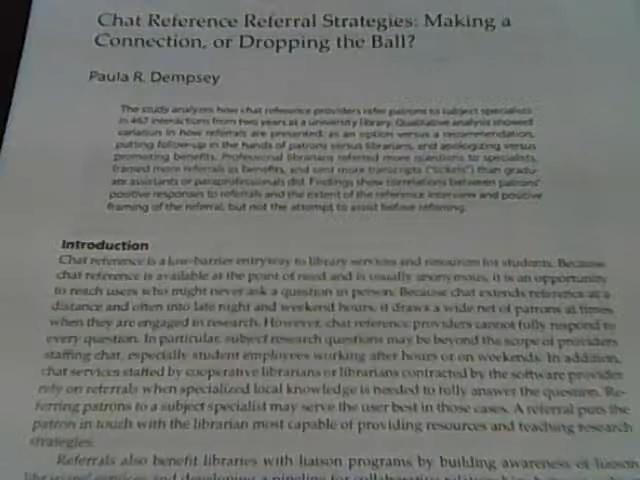 Chat Reference Referral Strategies: Making a
Connection, or Dropping the Ball?
Paula R. Dempsey
The study analyzes how chat reference providers refer patrons to subject specialists
in 467 interactions from two years at a university library. Qualitative analysis showed
variation in how referrals are presented: as an option versus a recommendation,
putting follow-up in the hands of patrons versus librarians, and apologizing versus
promoting benefits. Professional librarians referred more questions to specialists,
framed more referrals as benefits, and sent more transcripts ("tickets") than gradu-
ate assistants or paraprofessionals did. Findings show correlations between patrons'
positive responses to referrals and the extent of the reference interview and positive
framing of the referral, but not the attempt to assist before referring.
Introduction
Chat reference is a low-barrier entryway to library services and resources for students. Because
chat reference is available at the point of need and is usually anonymous, it is an opportunity
to reach users who might never ask a question in person. Because chat extends reference at a
distance and often into late night and weekend hours, it draws a wide net of patrons at times
when they are engaged in research. However, chat reference providers cannot fully respond to
every question. In particular, subject research questions may be beyond the scope of providers
staffing chat, especially student employees working after hours or on weekends. In addition,
chat services staffed by cooperative librarians or librarians contracted by the software provider
rely on referrals when specialized local knowledge is needed to fully answer the question. Re-
ferring patrons to a subject specialist may serve the user best in those cases. A referral puts the
patron in touch with the librarian most capable of providing resources and teaching research
strategies.
Referrals also benefit libraries with liaison programs by building awareness of liaison